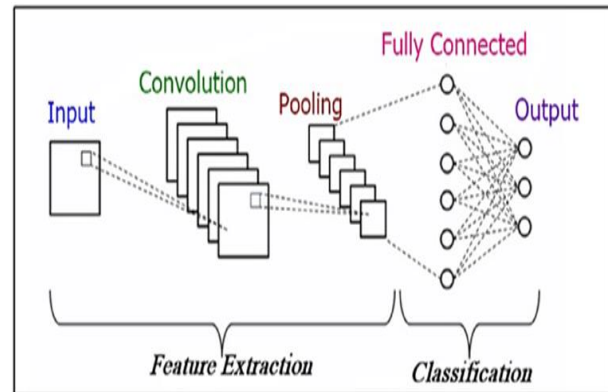 Fully Connected
Convolution
Pooling
Input
Output
Feature Extraction
Classification